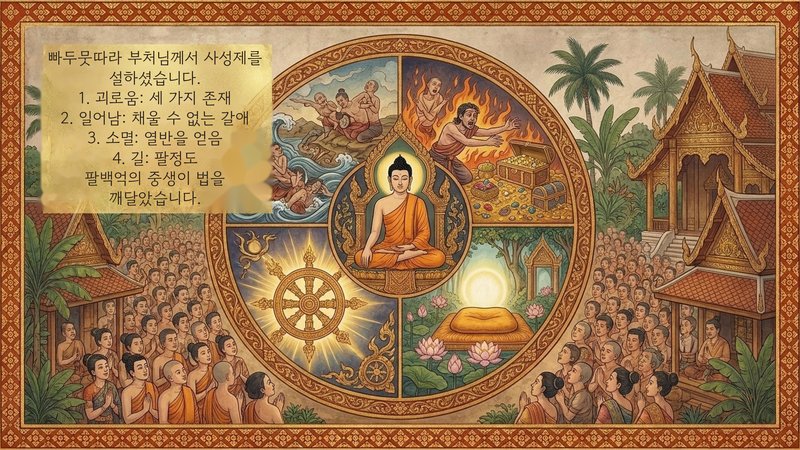 빠두뭇따라 부처님께서 사성제를
설하셨습니다.
1. 괴로움: 세 가지 존재
2. 일어남: 채울 수 없는 갈애
3. 소멸: 열반을 얻음
4. 길: 팔정도
팔백억의 중생이 법을
깨달았습니다.